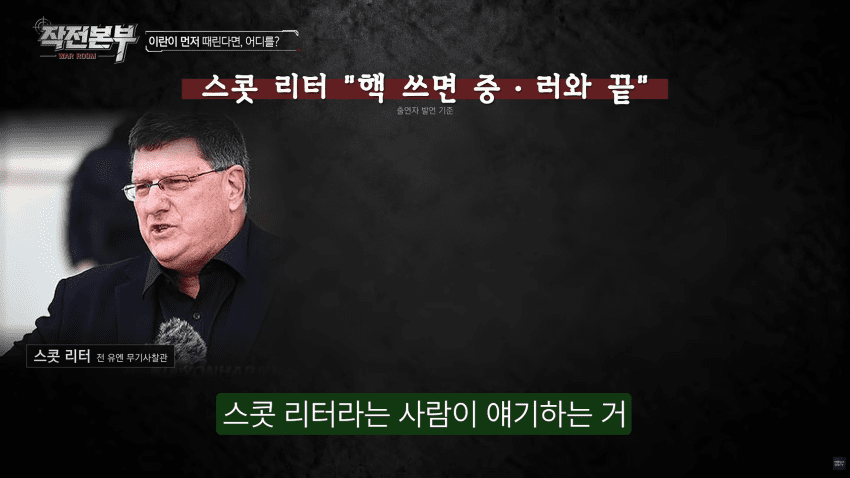 작전본부
WAR ROOM
이란이 먼저 때린다면, 어디를?
스콧 리터 "핵 쓰면 중·러와 끝"
출연자 발언 기준
스콧 리터 전 유엔 무기사찰관
스콧 리터라는 사람이 얘기하는 거